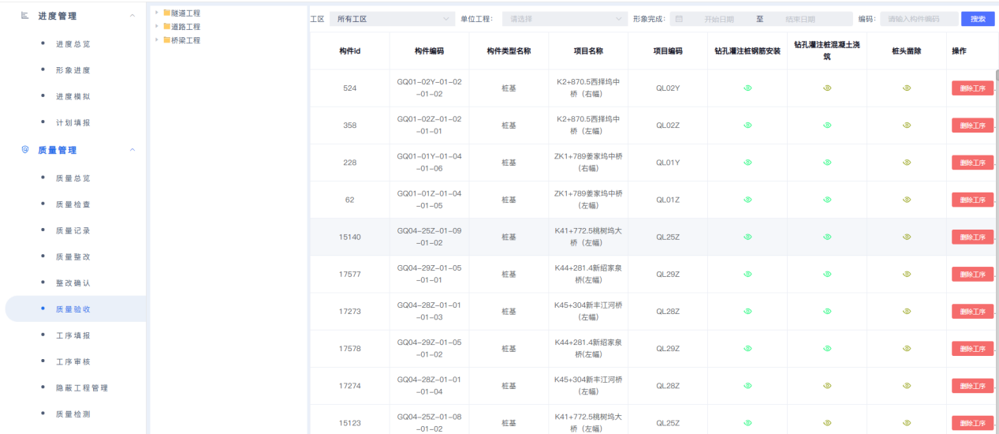 进度管理
进度总览
形象进度
进度模拟
计划填报
质量管理
质量总览
质量检查
质量记录
质量整改
整改确认
质量验收
工序填报
工序审核
隐蔽工程管理
质量检测
隧道工程
道路工程
桥梁工程
工区 所有工区 单位工程: 请选择 形象完成: 开始日期 至 结束日期 编码: 请输入构件编码 搜索
构件id 构件编码 构件类型名称 项目名称 项目编码 钻孔灌注桩钢筋安装 钻孔灌注桩混凝土浇 桩头凿除 操作
筑
524 GQ01-02Y-01-02 桩基 K2+870.5西择坞中 QL02Y 删除工序
-01-02 桥（右幅）
358 GQ01-02Z-01-02 桩基 K2+870.5西择坞中 QL02Z 删除工序
-01-01 桥（左幅）
228 GQ01-01Y-01-04 桩基 ZK1+789姜家坞中桥 QL01Y 删除工序
-01-06 （右幅）
62 GQ01-01Z-01-04 桩基 ZK1+789姜家坞中桥 QL01Z 删除工序
-01-05 （左幅）
15140 GQ04-25Z-01-09 桩基 K41+772.5桃树坞大 QL25Z 删除工序
-01-02 桥（左幅）
17577 GQ04-29Z-01-05 桩基 K44+281.4新绍家泉 QL29Z 删除工序
-01-01 桥(左幅)
17273 GQ04-28Z-01-01 桩基 K45+304新丰江河桥 QL28Z 删除工序
-01-03 （左幅）
17578 GQ04-29Z-01-05 桩基 K44+281.4新绍家泉 QL29Z 删除工序
-01-02 桥(左幅)
17274 GQ04-28Z-01-01 桩基 K45+304新丰江河桥 QL28Z 删除工序
-01-04 （左幅）
15123 GQ04-25Z-01-08 桩基 K41+772.5桃树坞大 QL25Z 删除工序
-01-02 桥（左幅）